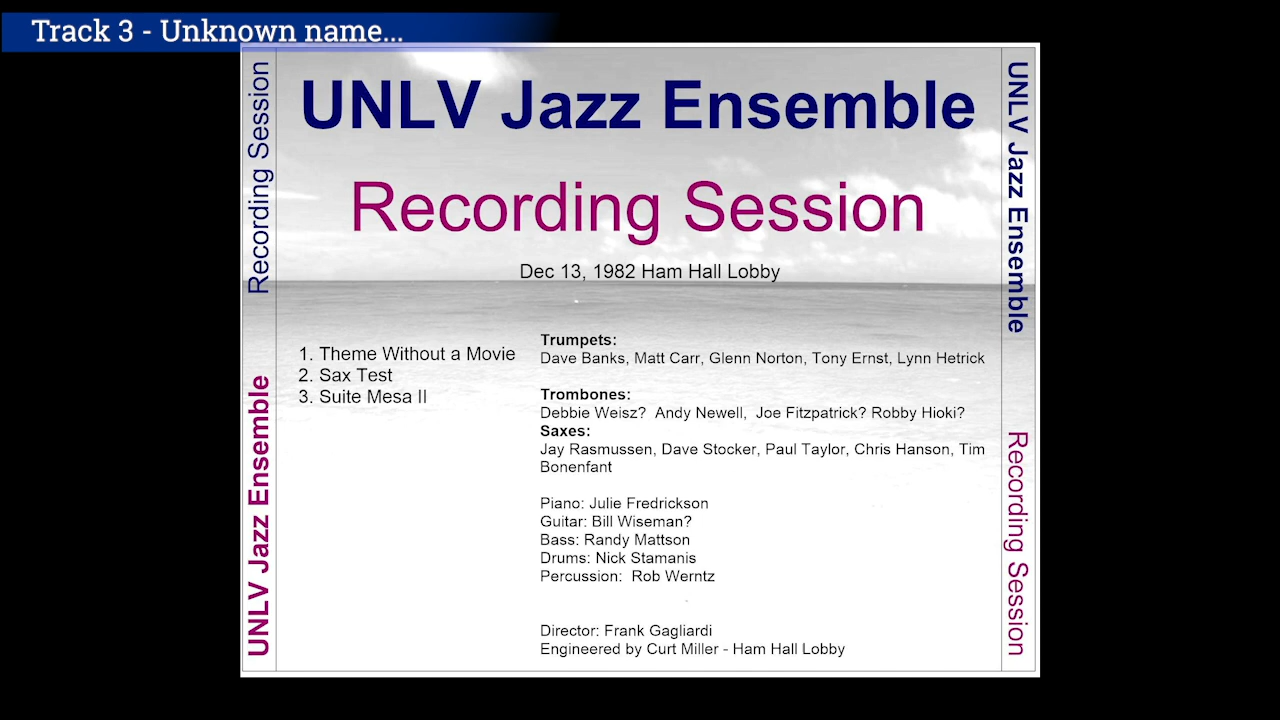 Track 3 - Unknown name...
UNLV Jazz Ensemble
Recording Session
Dec 13, 1982 Ham Hall Lobby
1. Theme Without a Movie
2. Sax Test
3. Suite Mesa II
Trumpets:
Dave Banks, Matt Carr, Glenn Norton, Tony Ernst, Lynn Hetrick
Trombones:
Debbie Weisz?  Andy Newell,  Joe Fitzpatrick? Robby Hioki?
Saxes:
Jay Rasmussen, Dave Stocker, Paul Taylor, Chris Hanson, Tim
Bonenfant
Piano: Julie Fredrickson
Guitar: Bill Wiseman?
Bass: Randy Mattson
Drums: Nick Stamanis
Percussion:  Rob Werntz
Director: Frank Gagliardi
Engineered by Curt Miller - Ham Hall Lobby
UNLV Jazz Ensemble
Recording Session
UNLV Jazz Ensemble
Recording Session